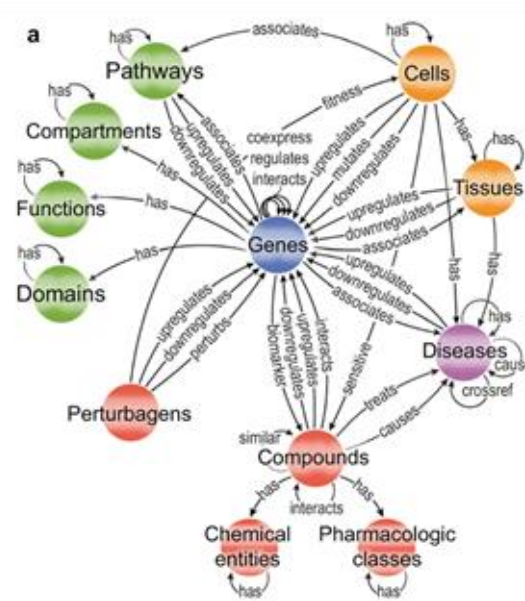 a
has
associates
has
Pathways
Cells
has
fitness
Compartments
associates
upregulates
downregulates
coexpress
regulates
interacts
upregulates
mutates
downregulates
has
has
has
Tissues
has
Functions
has
upregulates
downregulates
associates
has
Genes
has
has
Domains
upregulates
downregulates
associates
has
has
upregulates
downregulates
perturbs
biomarker
downregulates
upregulates
interacts
sensitive
Diseases
caus
crossref
treats
causes
Perturbagens
similar
Compounds
has
interacts
has
Chemical
entities
Pharmacologic
classes
has
has